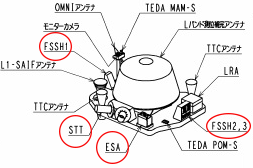 OMNIアンテナ
TEDA MAM-S
モニターカメラ
Lバンド測位補完アンテナ
FSSH1
TTCアンテナ
L1-SAIFアンテナ
LRA
TTCアンテナ
STT
FSSH2,3
ESA
TEDA POM-S